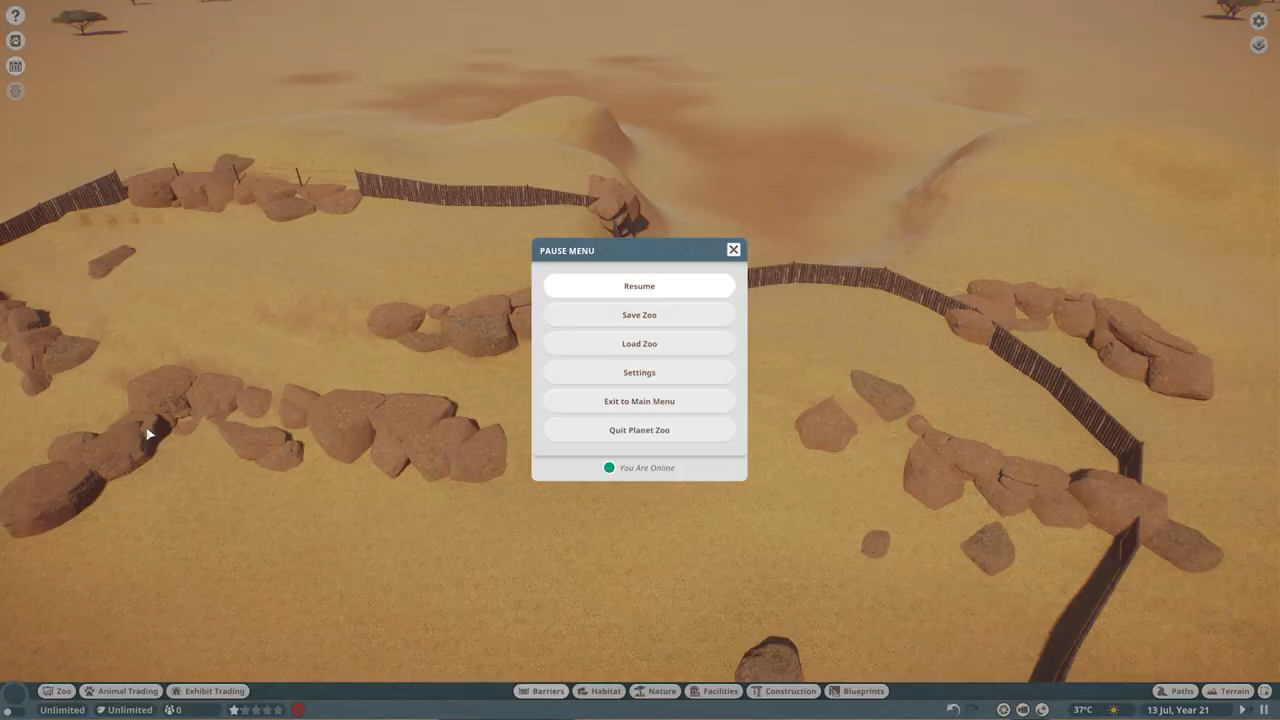 ?
PAUSE MENU
Resume
Save Zoo
Load Zoo
Settings
Exit to Main Menu
Quit Planet Zoo
You Are Online
Zoo Animal Trading Exhibit Trading Barriers Habitat Nature Facilities Construction Blueprints Paths Terrain
Unlimited Unlimited 0 37°C 13 Jul, Year 21